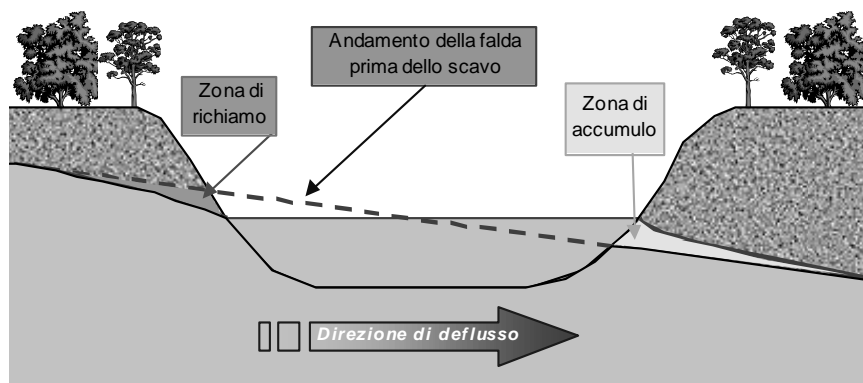 Andamento della falda
prima dello scavo
Zona di
richiamo
Zona di
accumulo
Direzione di deflusso